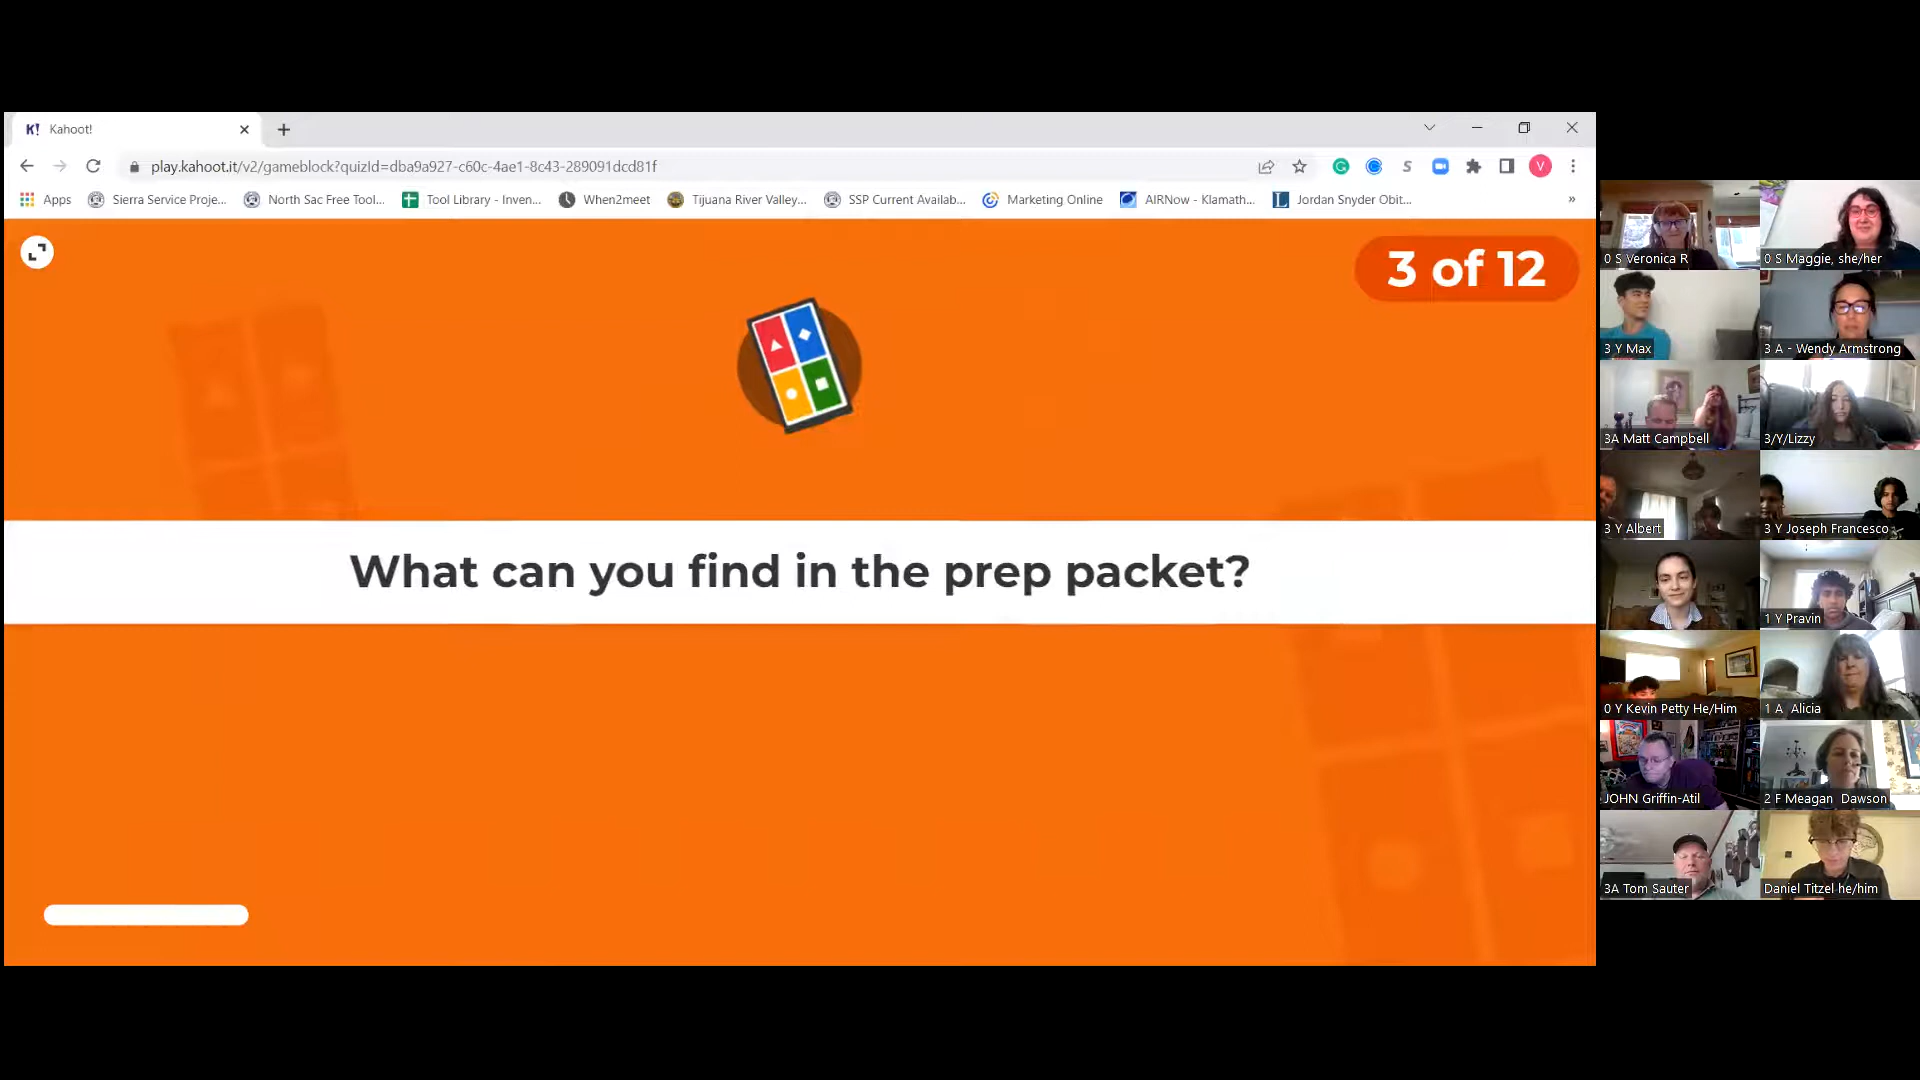 K! Kahoot!
play.kahoot.it/v2/gameblock?quizId=dba9a927-c60c-4ae1-8c43-289091dcd81f
V
Apps Sierra Service Proje... North Sac Free Tool... Tool Library - Inven... When2meet Tijuana River Valley... SSP Current Availab... Marketing Online AIRNow - Klamath... L Jordan Snyder Obit... »
3 of 12
What can you find in the prep packet?
0 S Veronica R
0 S Maggie, she/her
3 Y Max
3 A - Wendy Armstrong
3A Matt Campbell
3/Y/Lizzy
3 Y Albert
3 Y Joseph Francesco
1 Y Pravin
0 Y Kevin Petty He/Him
1 A Alicia
JOHN Griffin-Atil
2 F Meagan Dawson
3A Tom Sauter
Daniel Titzel he/him